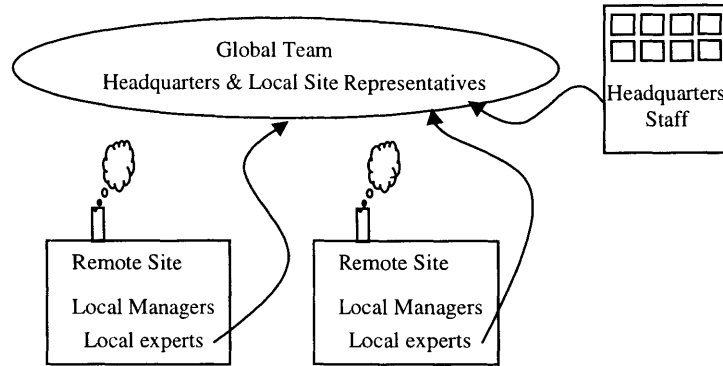 Global Team
Headquarters & Local Site Representatives
Headquarters
Staff
Remote Site
Local Managers
Local experts
Remote Site
Local Managers
Local experts